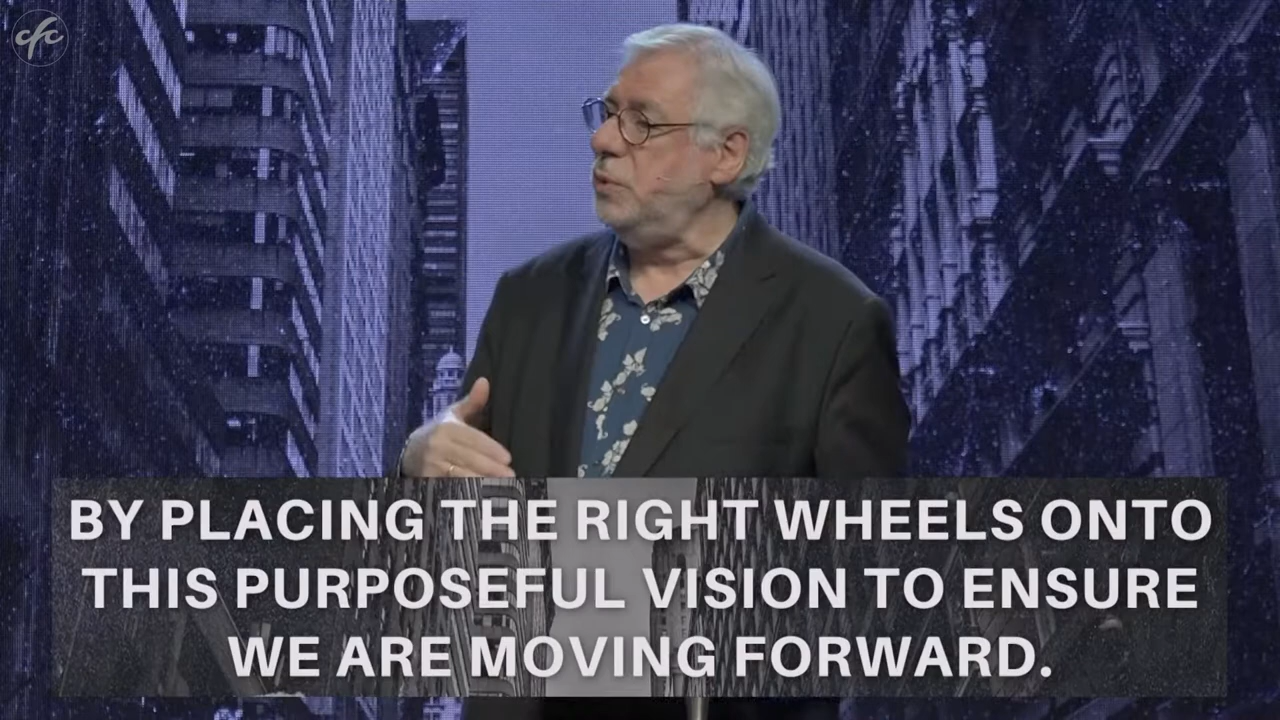 cfc
BY PLACING THE RIGHT WHEELS ONTO
THIS PURPOSEFUL VISION TO ENSURE
WE ARE MOVING FORWARD.